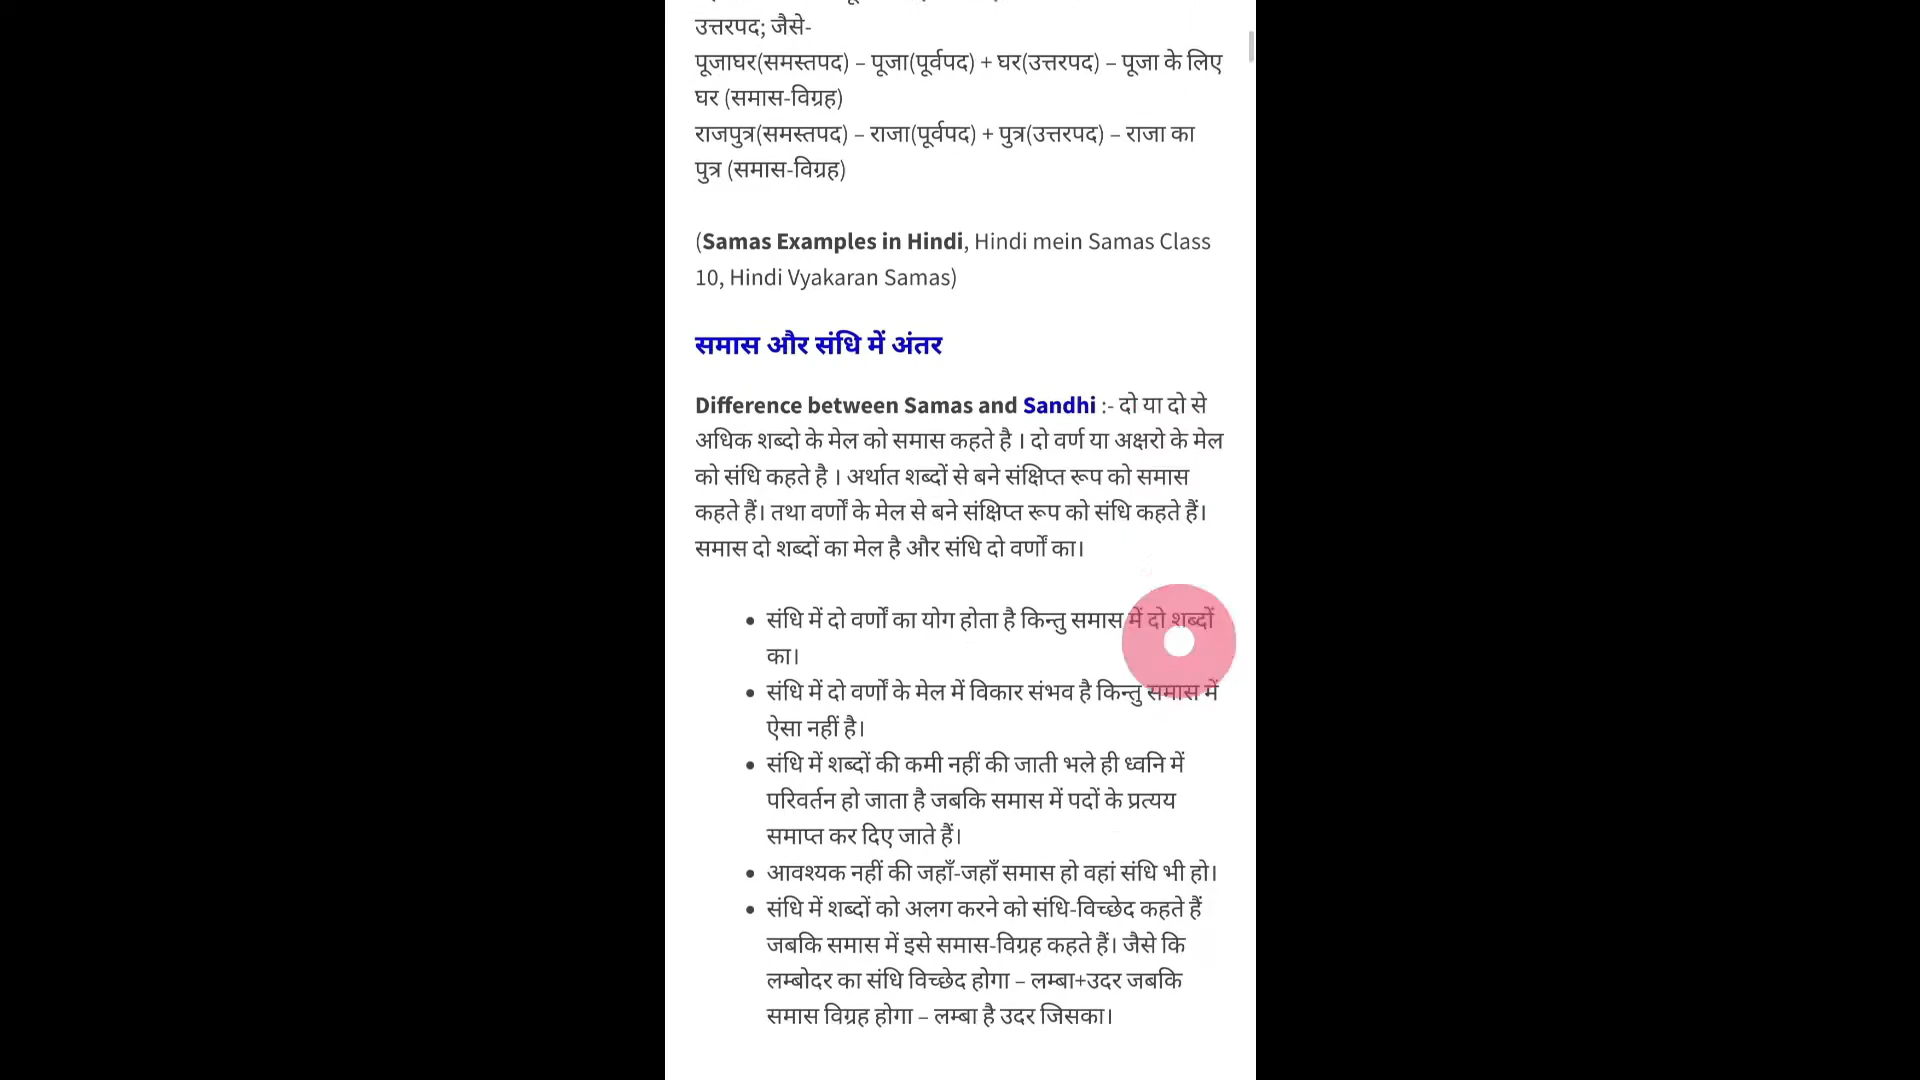 उत्तरपद; जैसे-
पूजाघर(समस्तपद) – पूजा(पूर्वपद) + घर(उत्तरपद) – पूजा के लिए
घर (समास-विग्रह)
राजपुत्र(समस्तपद) – राजा(पूर्वपद) + पुत्र(उत्तरपद) – राजा का
पुत्र (समास-विग्रह)
(Samas Examples in Hindi, Hindi mein Samas Class
10, Hindi Vyakaran Samas)
समास और संधि में अंतर
Difference between Samas and Sandhi :- दो या दो से
अधिक शब्दो के मेल को समास कहते है । दो वर्ण या अक्षरो के मेल
को संधि कहते है । अर्थात शब्दों से बने संक्षिप्त रूप को समास
कहते हैं। तथा वर्णों के मेल से बने संक्षिप्त रूप को संधि कहते हैं।
समास दो शब्दों का मेल है और संधि दो वर्णों का।
• संधि में दो वर्णों का योग होता है किन्तु समास में दो शब्दों
का।
• संधि में दो वर्णों के मेल में विकार संभव है किन्तु समास में
ऐसा नहीं है।
• संधि में शब्दों की कमी नहीं की जाती भले ही ध्वनि में
परिवर्तन हो जाता है जबकि समास में पदों के प्रत्यय
समाप्त कर दिए जाते हैं।
• आवश्यक नहीं की जहाँ-जहाँ समास हो वहां संधि भी हो।
• संधि में शब्दों को अलग करने को संधि-विच्छेद कहते हैं
जबकि समास में इसे समास-विग्रह कहते हैं। जैसे कि
लम्बोदर का संधि विच्छेद होगा – लम्बा+उदर जबकि
समास विग्रह होगा – लम्बा है उदर जिसका।